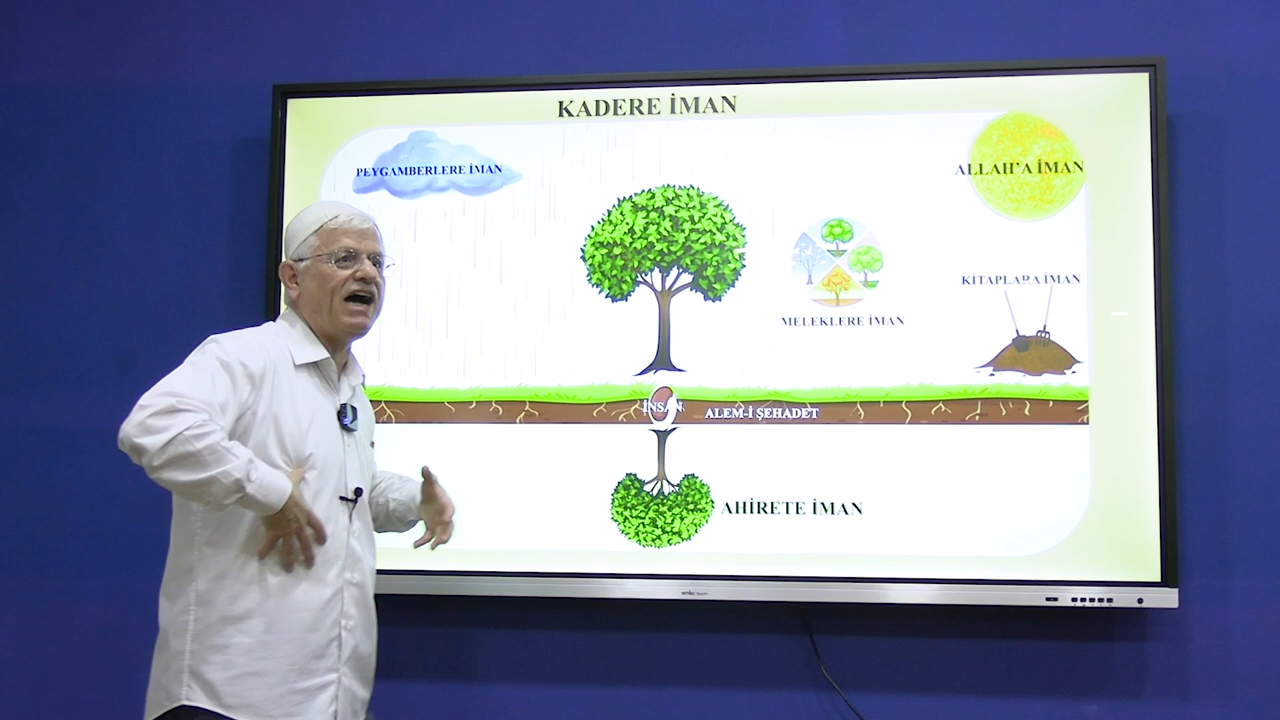 KADERE İMAN
PEYGAMBERLERE İMAN
ALLAH'A İMAN
KİTAPLARA İMAN
MELEKLERE İMAN
İNSAN
ALEM-İ ŞEHADET
AHİRETE İMAN